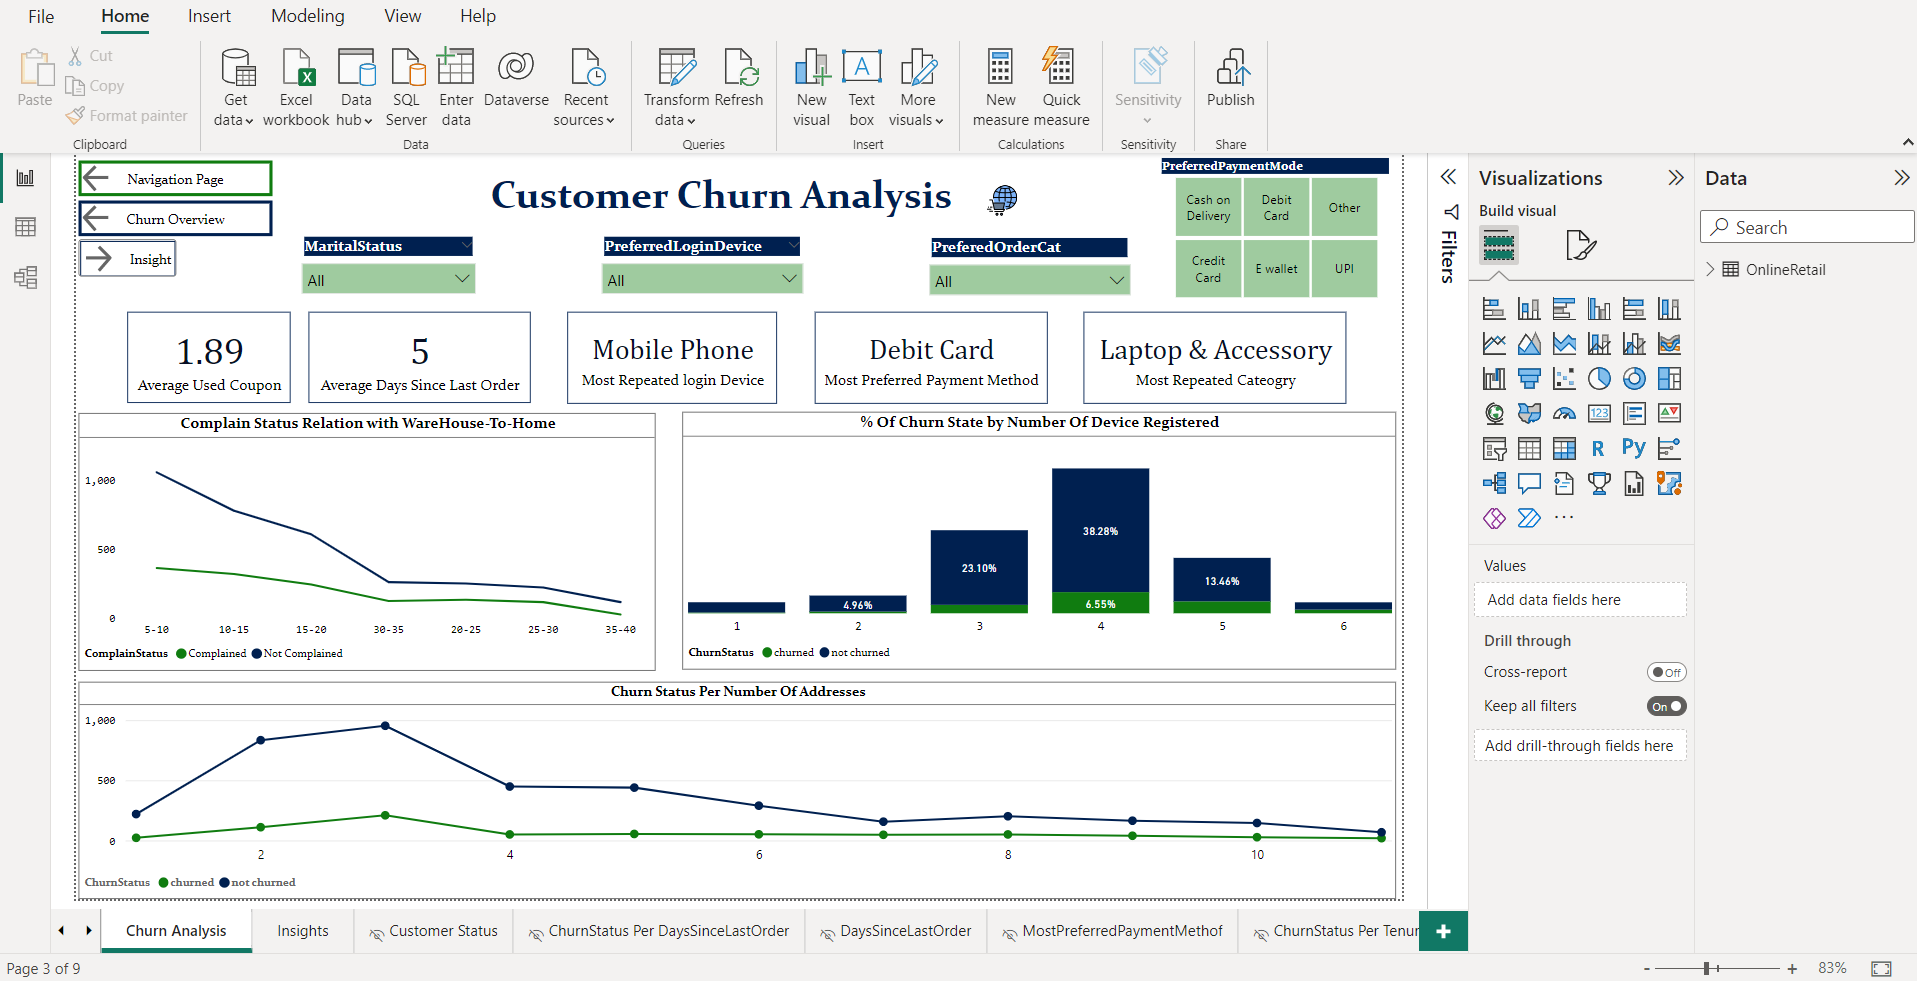 File Home Insert Modeling View Help
Paste
Cut
Copy
Format painter
Clipboard
Get data
Excel workbook
Data hub
SQL Server
Enter data
Dataverse
Recent sources
Data
Transform data
Refresh
Queries
New visual
Text box
More visuals
Insert
New measure
Quick measure
Calculations
Sensitivity
Sensitivity
Publish
Share
Navigation Page
Churn Overview
Insight
Customer Churn Analysis
MaritalStatus
All
PreferredLoginDevice
All
PreferedOrderCat
All
PreferredPaymentMode
Cash on Delivery
Debit Card
Other
Credit Card
E wallet
UPI
1.89
Average Used Coupon
5
Average Days Since Last Order
Mobile Phone
Most Repeated login Device
Debit Card
Most Preferred Payment Method
Laptop & Accessory
Most Repeated Cateogry
Complain Status Relation with WareHouse-To-Home
1,000
500
0
5-10 10-15 15-20 30-35 20-25 25-30 35-40
ComplainStatus Complained Not Complained
% Of Churn State by Number Of Device Registered
38.28%
23.10%
13.46%
4.96%
6.55%
1 2 3 4 5 6
ChurnStatus churned not churned
Churn Status Per Number Of Addresses
1,000
500
0
2 4 6 8 10
ChurnStatus churned not churned
Filters
Visualizations
Build visual
123
R
Py
...
Values
Add data fields here
Drill through
Cross-report
Off
Keep all filters
On
Add drill-through fields here
Data
Search
OnlineRetail
Churn Analysis
Insights
Customer Status
ChurnStatus Per DaysSinceLastOrder
DaysSinceLastOrder
MostPreferredPaymentMethof
ChurnStatus Per Tenur
+
Page 3 of 9
- + 83%